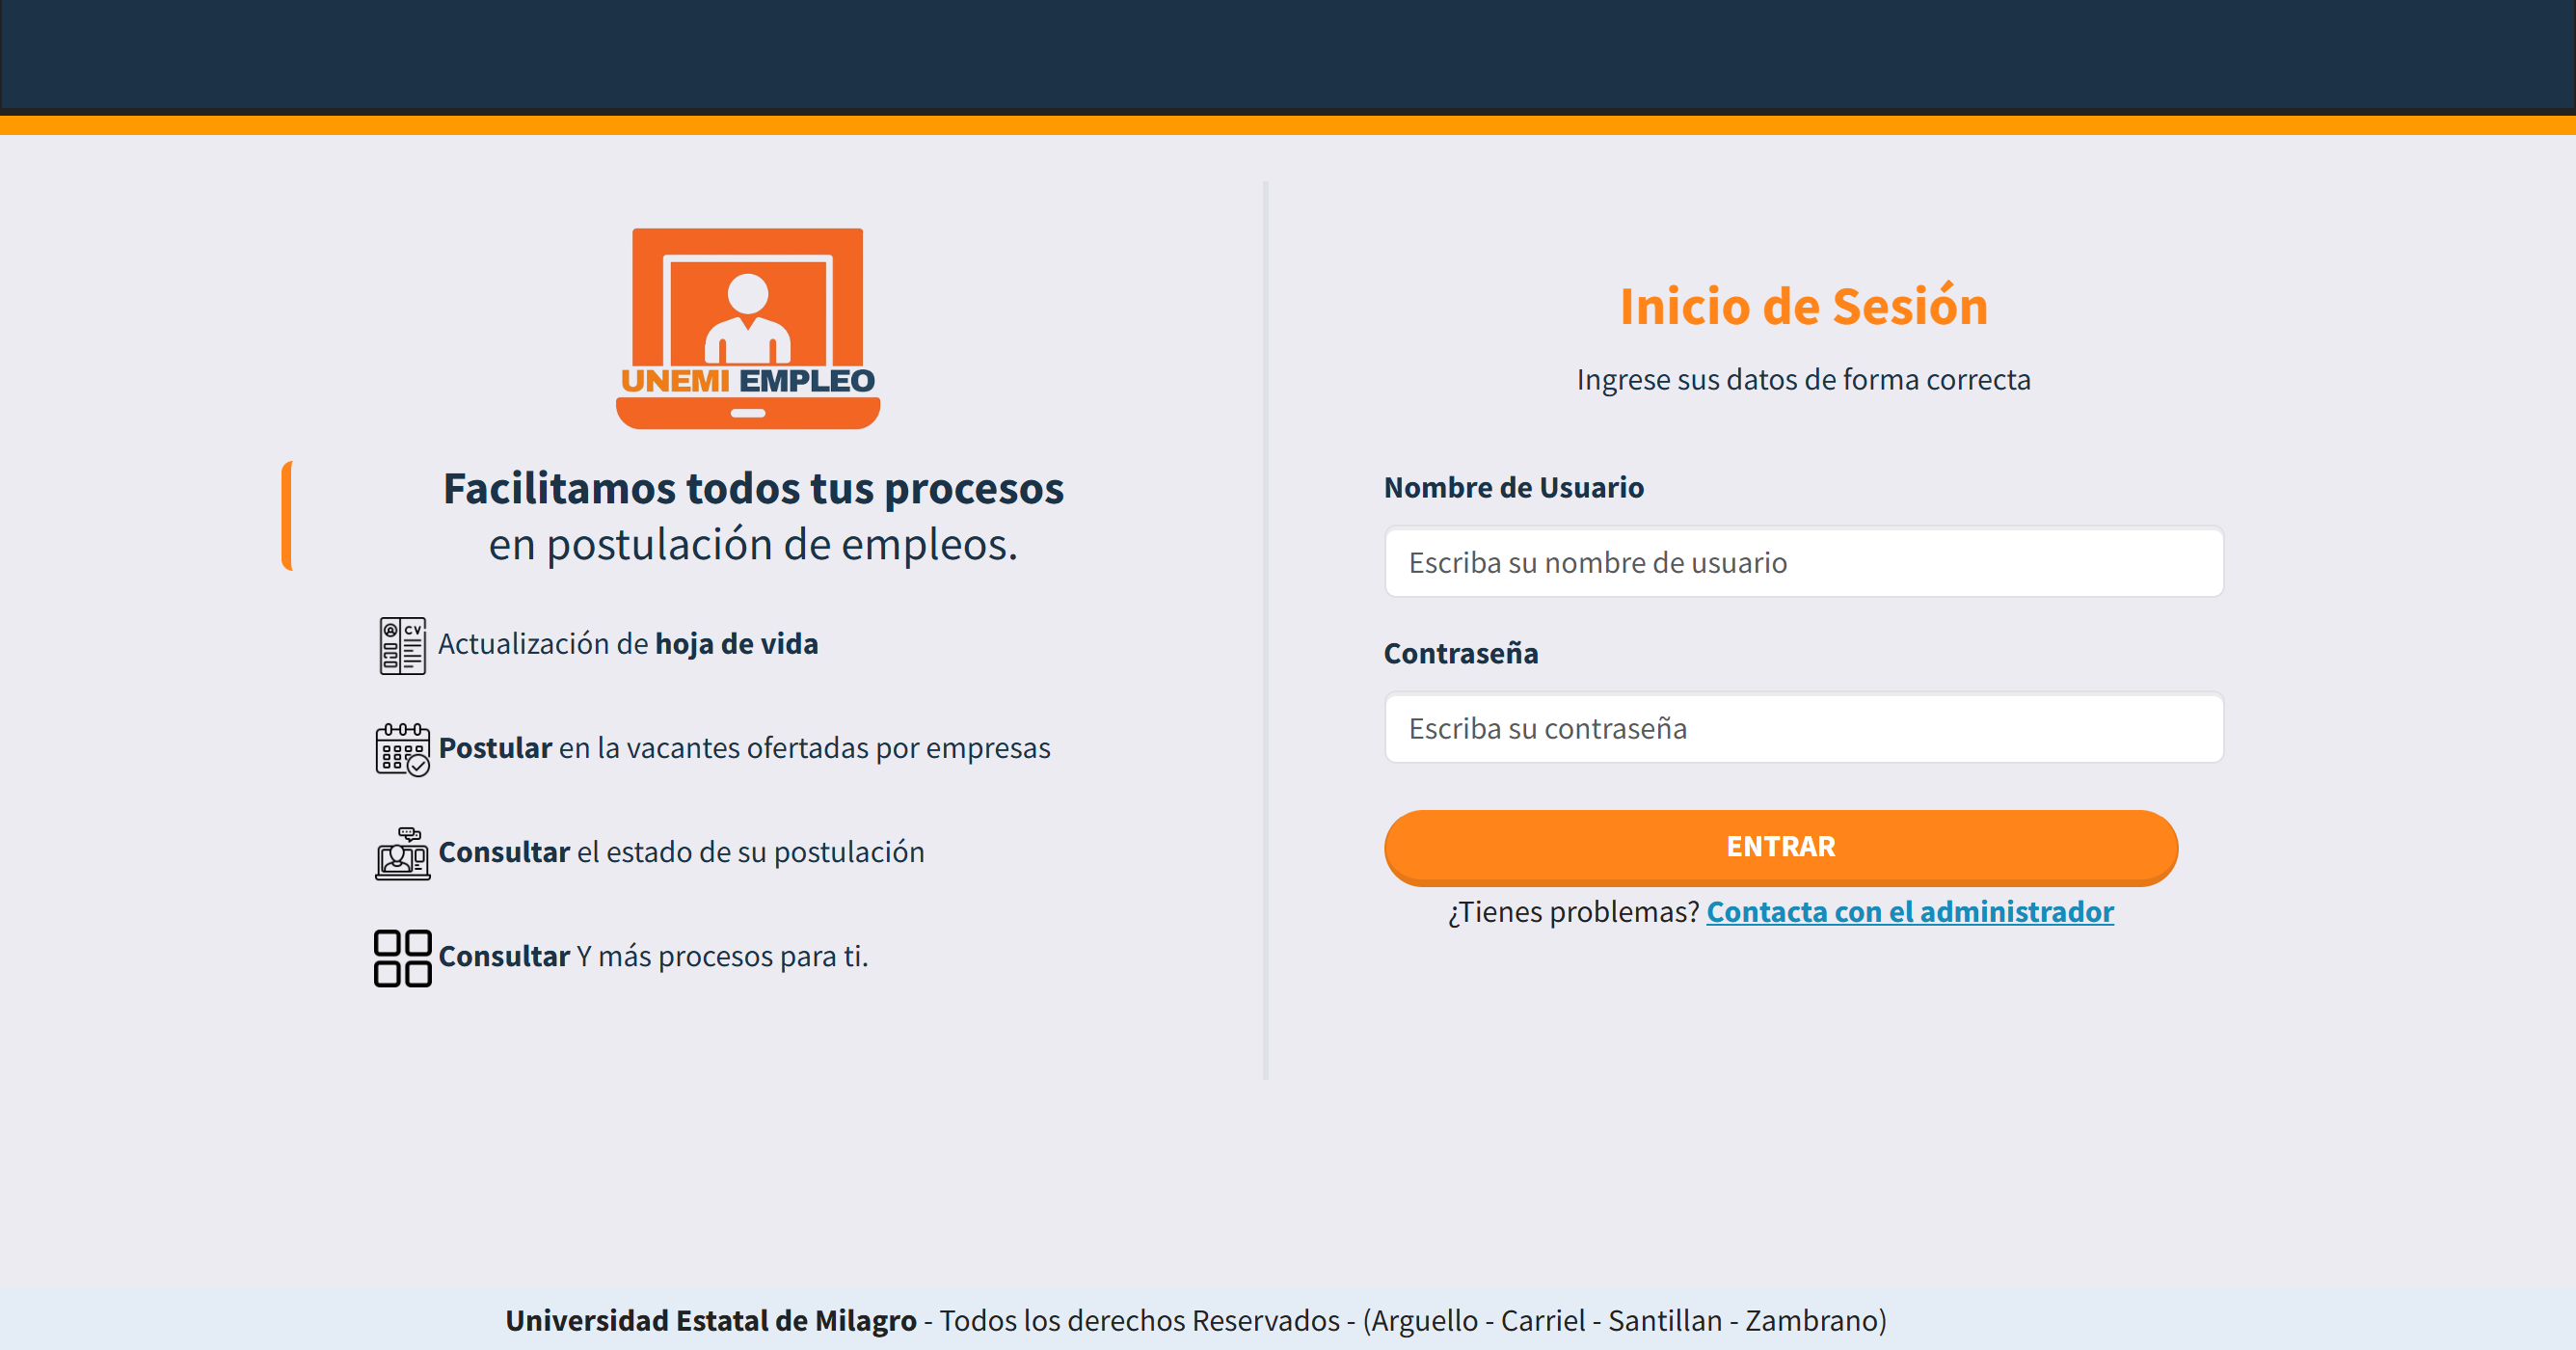 UNEMI EMPLEO
Facilitamos todos tus procesos
en postulación de empleos.
CV
Actualización de hoja de vida
Postular en la vacantes ofertadas por empresas
Consultar el estado de su postulación
Consultar Y más procesos para ti.
Inicio de Sesión
Ingrese sus datos de forma correcta
Nombre de Usuario
Escriba su nombre de usuario
Contraseña
Escriba su contraseña
ENTRAR
¿Tienes problemas? Contacta con el administrador
Universidad Estatal de Milagro - Todos los derechos Reservados - (Arguello - Carriel - Santillan - Zambrano)